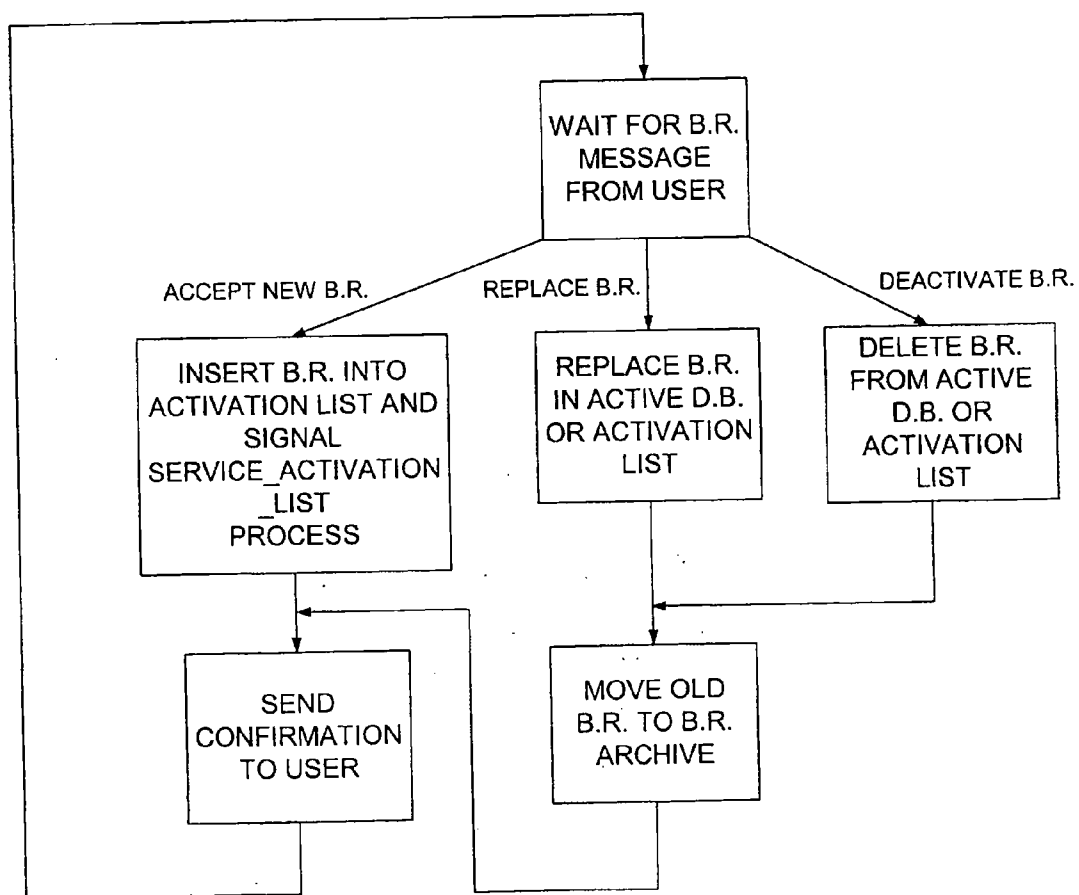 WAIT FOR B.R.
MESSAGE
FROM USER
ACCEPT NEW B.R.
REPLACE B.R.
DEACTIVATE B.R.
INSERT B.R. INTO
ACTIVATION LIST AND
SIGNAL
SERVICE_ACTIVATION
_LIST
PROCESS
REPLACE B.R.
IN ACTIVE D.B.
OR ACTIVATION
LIST
DELETE B.R.
FROM ACTIVE
D.B. OR
ACTIVATION
LIST
SEND
CONFIRMATION
TO USER
MOVE OLD
B.R. TO B.R.
ARCHIVE